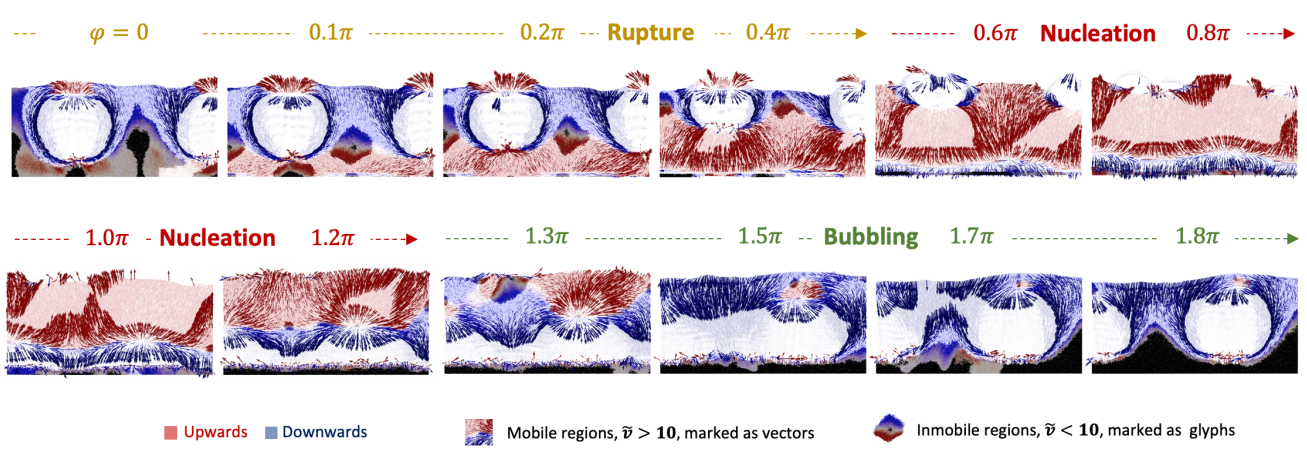 φ = 0 0.1π 0.2π Rupture 0.4π 0.6π Nucleation 0.8π
1.0π Nucleation 1.2π 1.3π 1.5π Bubbling 1.7π 1.8π
Upwards Downwards Mobile regions, ṽ > 10, marked as vectors Inmobile regions, ṽ < 10, marked as glyphs